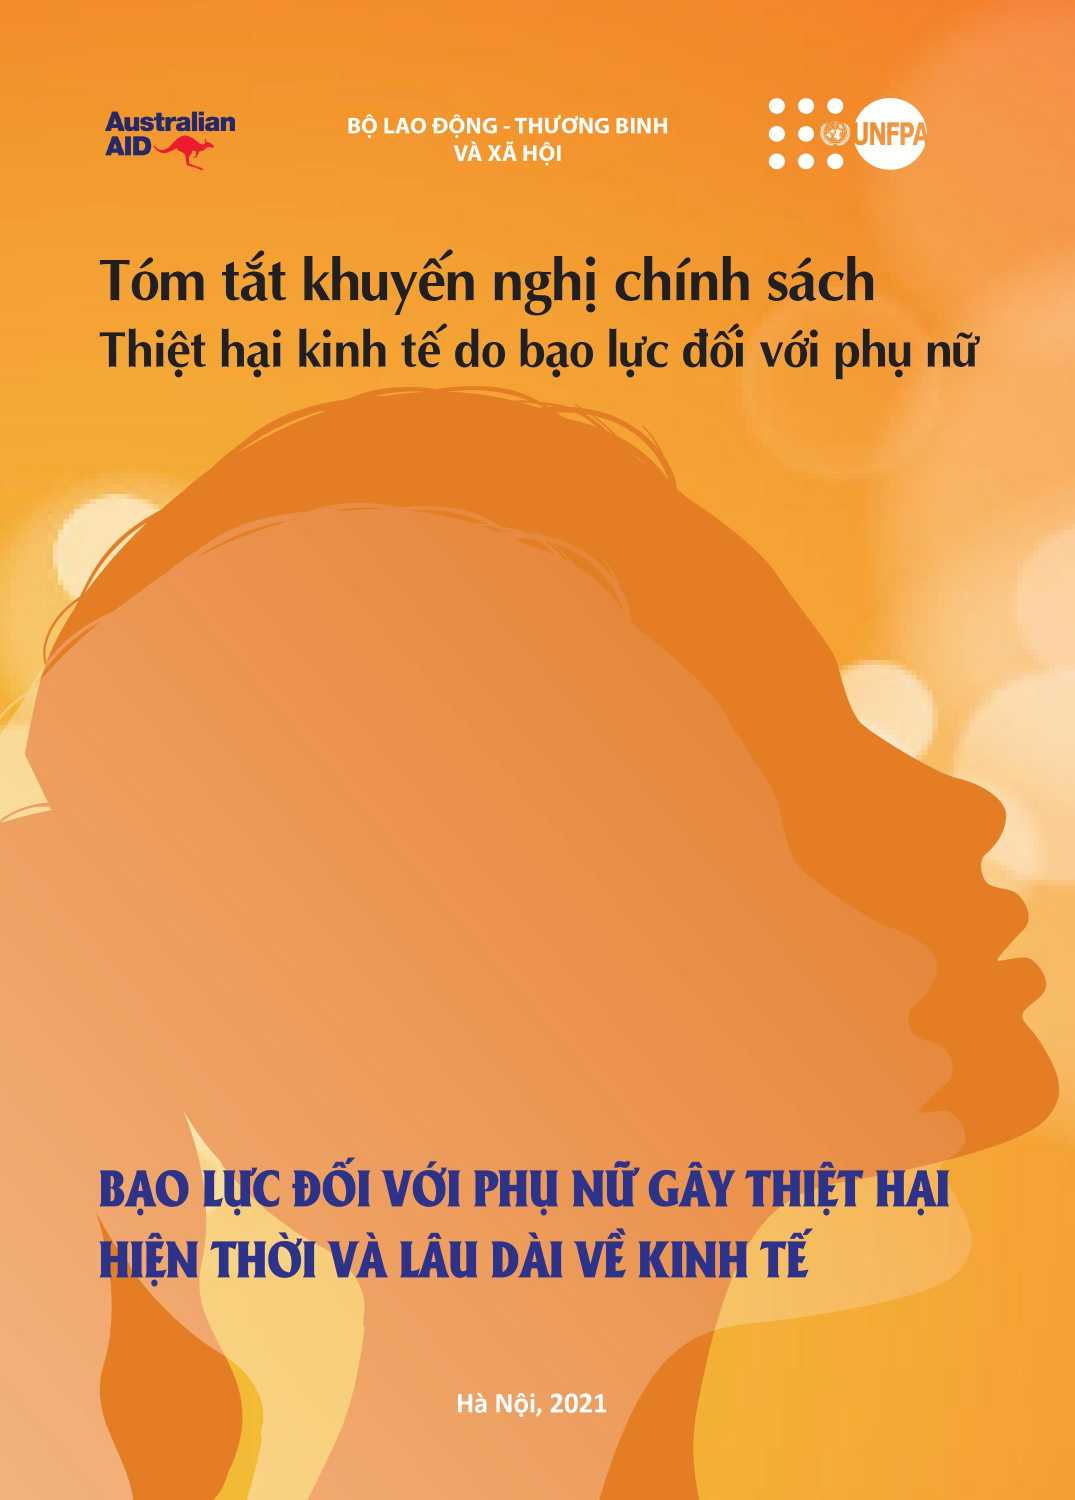 Australian
AID
BỘ LAO ĐỘNG - THƯƠNG BINH
VÀ XÃ HỘI
UNFPA
Tóm tắt khuyến nghị chính sách
Thiệt hại kinh tế do bạo lực đối với phụ nữ
BẠO LỰC ĐỐI VỚI PHỤ NỮ GÂY THIỆT HẠI
HIỆN THỜI VÀ LÂU DÀI VỀ KINH TẾ
Hà Nội, 2021